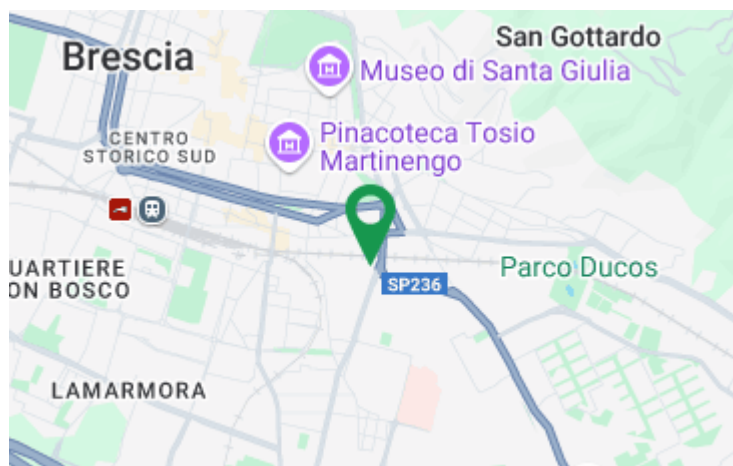 Brescia
San Gottardo
Museo di Santa Giulia
CENTRO
STORICO SUD
Pinacoteca Tosio
Martinengo
UARTIERE
ON BOSCO
SP236
Parco Ducos
LAMARMORA